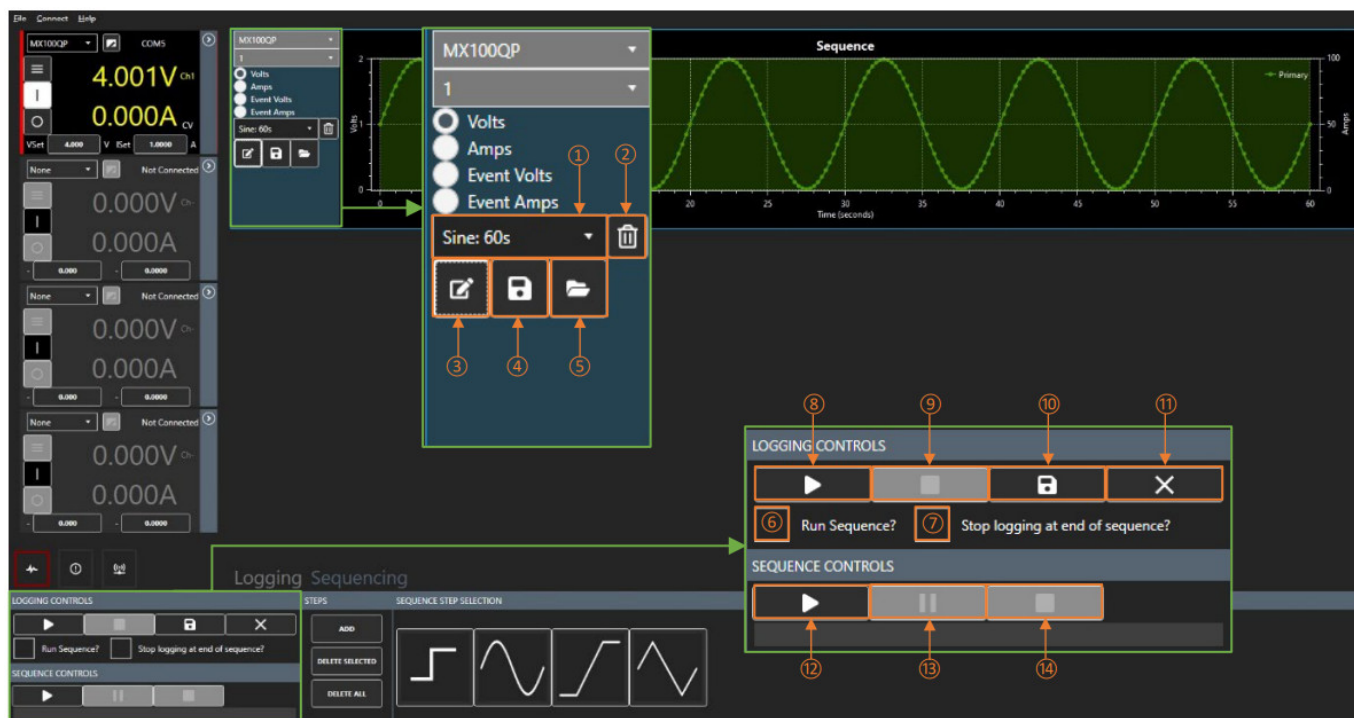 File Connect Help
MX100QP COM5
4.001V Ch1
0.000A CV
VSet 4.000 V ISet 1.0000 A
None Not Connected
0.000V Ch-
0.000A
- 0.000 - 0.0000
None Not Connected
0.000V Ch-
0.000A
- 0.000 - 0.0000
None Not Connected
0.000V Ch-
0.000A
- 0.000 - 0.0000
MX100QP
1
Volts
Amps
Event Volts
Event Amps
Sine: 60s
MX100QP
1
Volts
Amps
Event Volts
Event Amps
① ②
Sine: 60s
③ ④ ⑤
Sequence
Primary
2 1 0
Volts
100 50 0
Amps
0 20 25 30 35 40 45 50 55 60
Time (seconds)
⑧ ⑨ ⑩ ⑪
LOGGING CONTROLS
⑥ Run Sequence? ⑦ Stop logging at end of sequence?
SEQUENCE CONTROLS
⑫ ⑬ ⑭
Logging Sequencing
LOGGING CONTROLS
Run Sequence? Stop logging at end of sequence?
SEQUENCE CONTROLS
STEPS
ADD
DELETE SELECTED
DELETE ALL
SEQUENCE STEP SELECTION